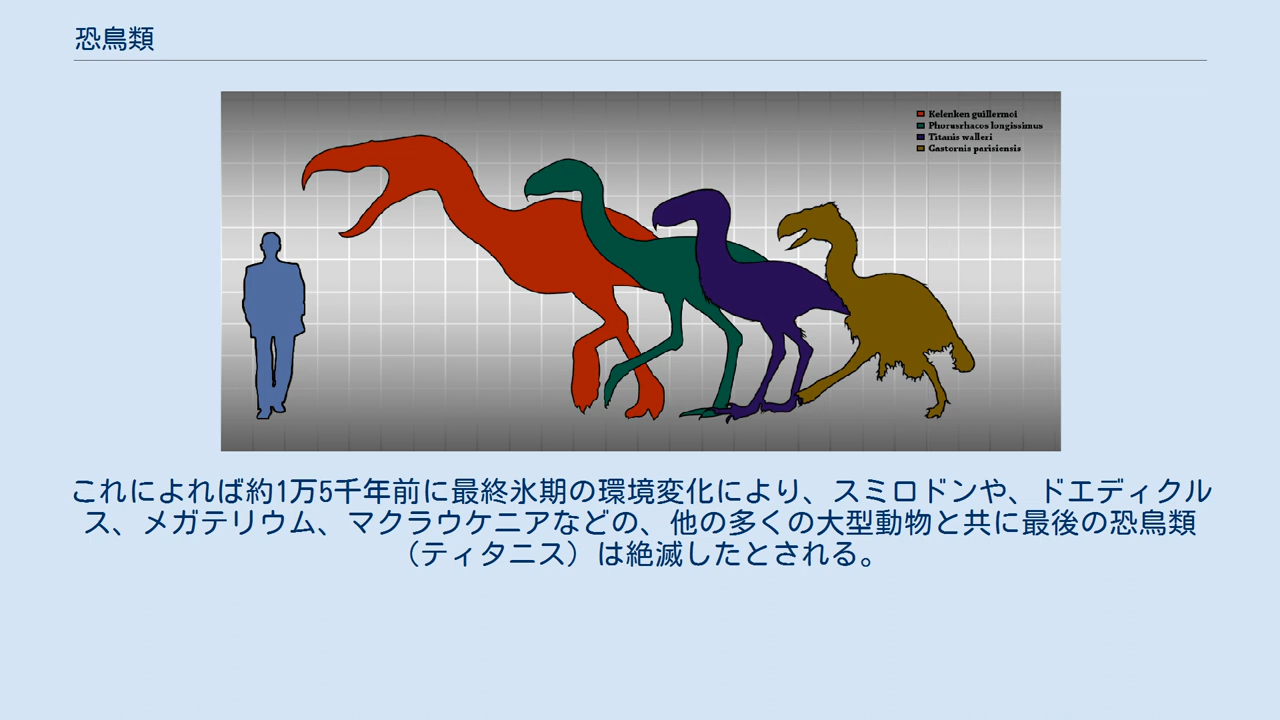 恐鳥類
Kelenken guillermoi
Phorusrhacos longissimus
Titanis walleri
Gastornis parisiensis
これによれば約1万5千年前に最終氷期の環境変化により、スミロドンや、ドエディクル
ス、メガテリウム、マクラウケニアなどの、他の多くの大型動物と共に最後の恐鳥類
（ティタニス）は絶滅したとされる。